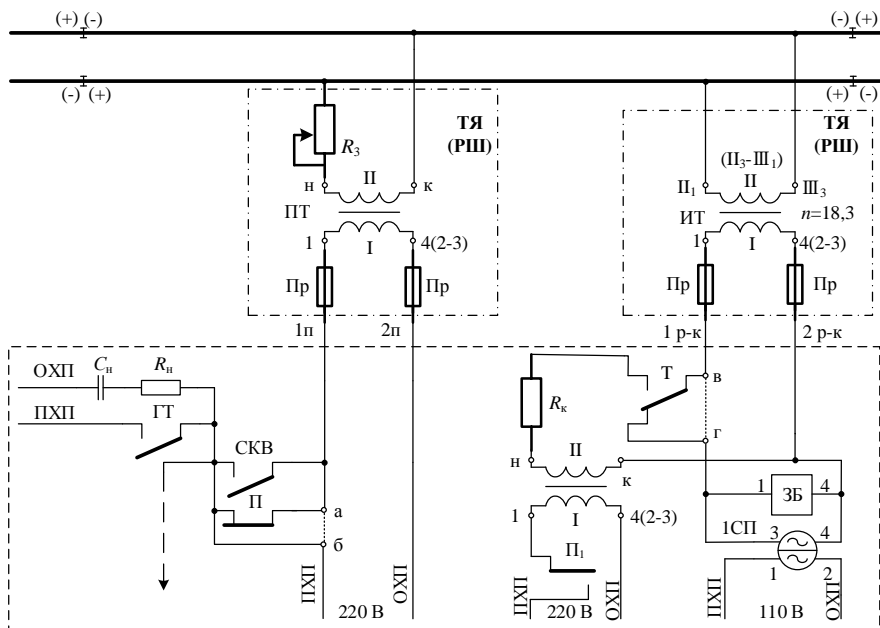 (+) (-)
(-) (+)
(-) (+)
(+) (-)
ТЯ
(РШ)
R₃
н
II
к
ПТ
1
I
4(2-3)
Пр
Пр
1п
2п
ТЯ
(РШ)
(II₃-III₁)
II₁
II
III₃
ИТ
n=18,3
1
I
4(2-3)
Пр
Пр
1 р-к
2 р-к
ОХП
Cн
Rн
ПХП
ГТ
СКВ
П
а
б
ПХП
220 В
ОХП
Rк
Т
в
г
н
II
к
1
I
4(2-3)
П₁
ПХП
220 В
ОХП
1
ЗБ
4
1СП
3
4
1
2
ПХП
110 В
ОХП